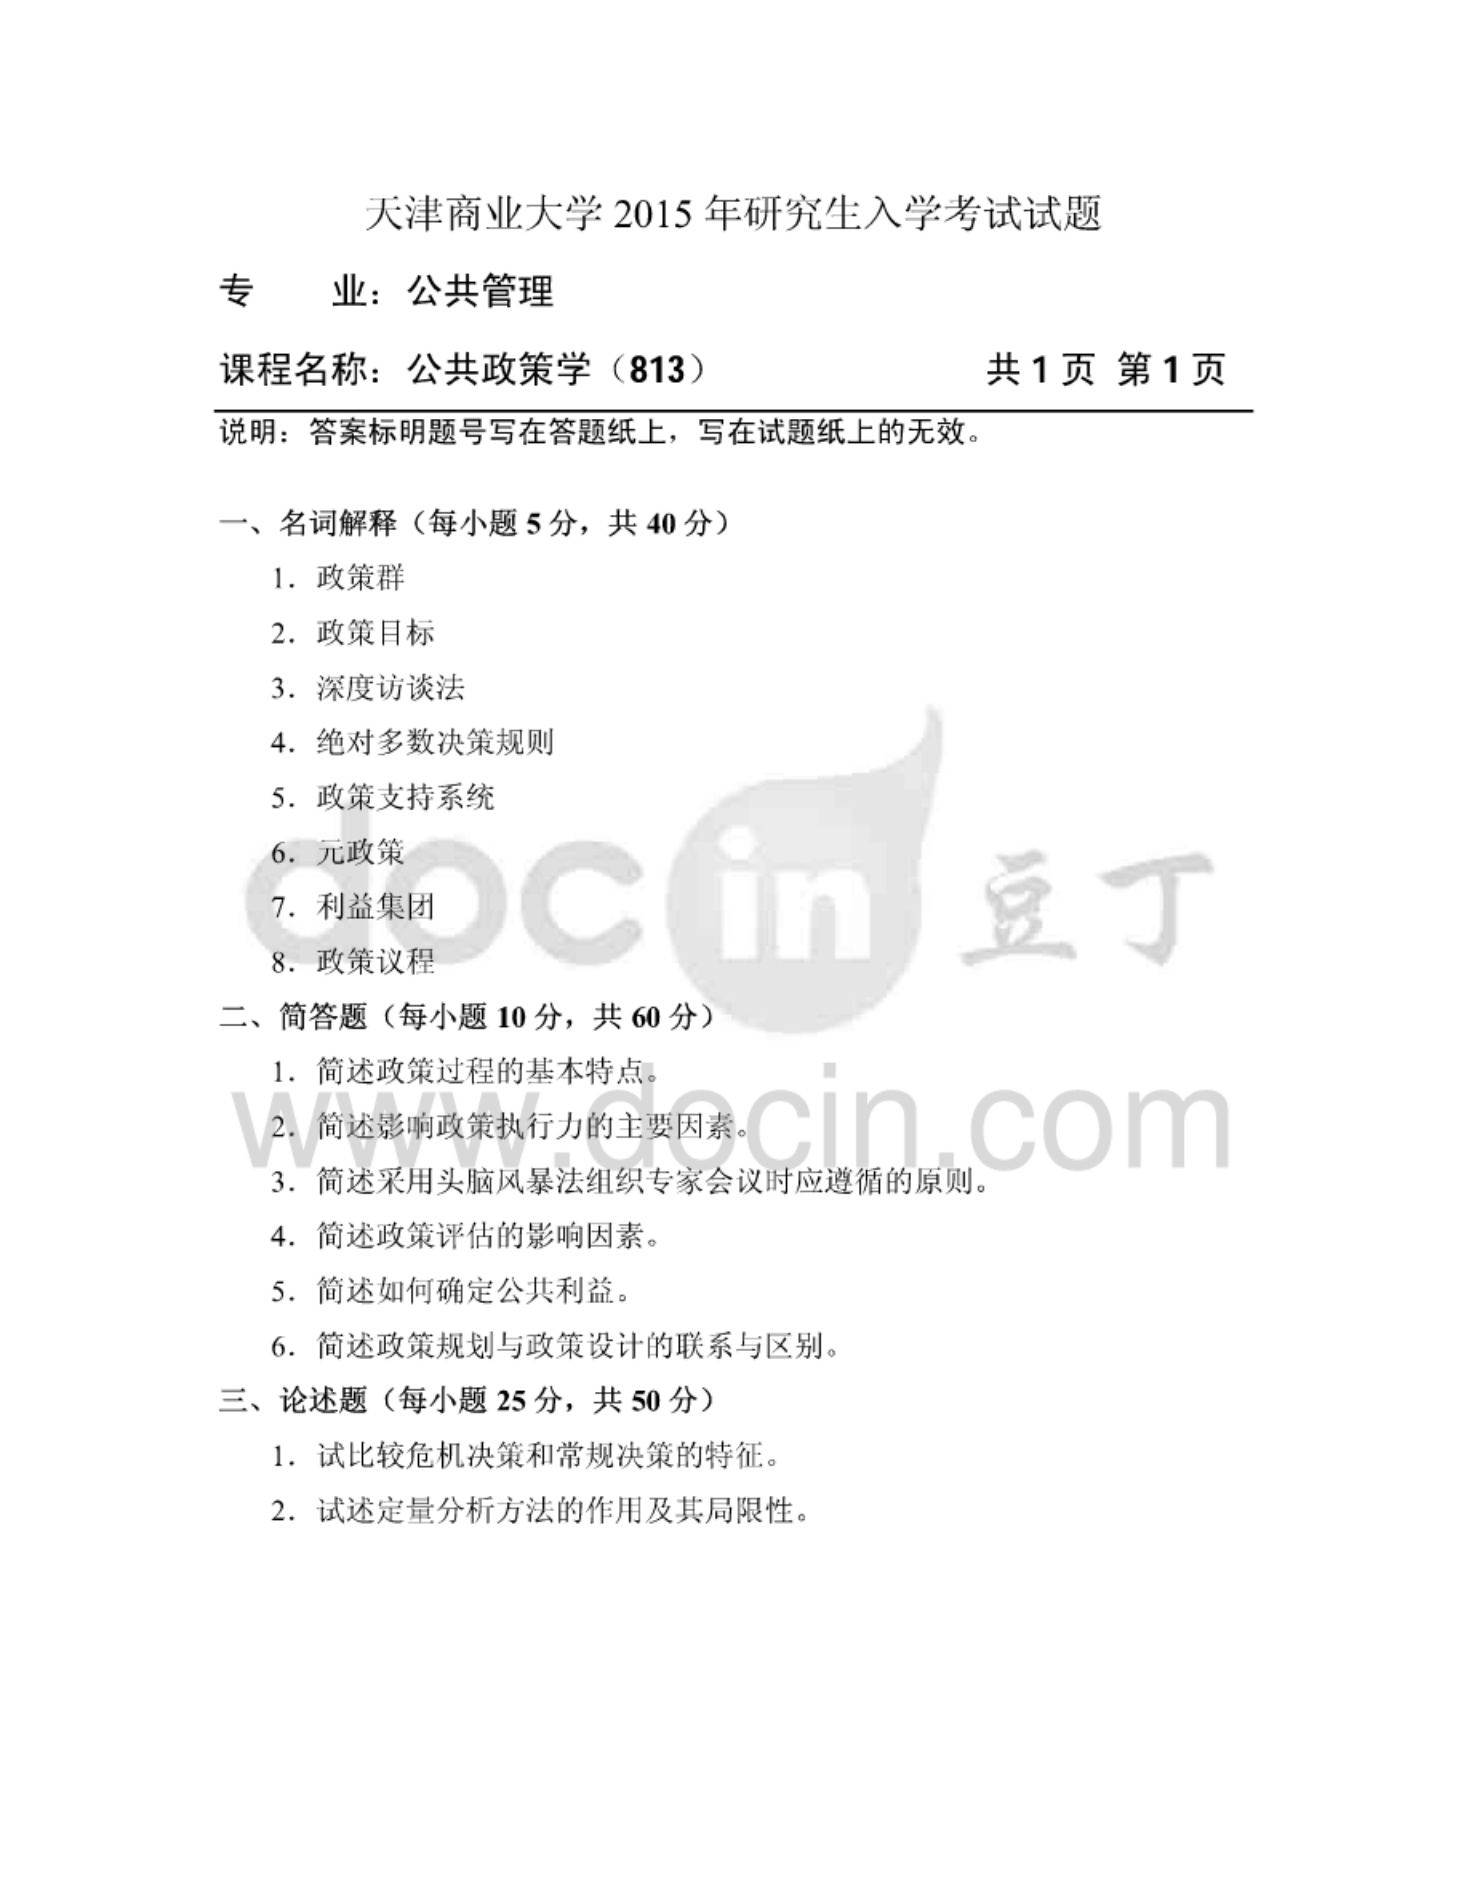 天津商业大学 2015 年研究生入学考试试题
专　　业：公共管理
课程名称：公共政策学（813）　　共 1 页 第 1 页
说明：答案标明题号写在答题纸上，写在试题纸上的无效。
一、名词解释（每小题 5 分，共 40 分）
1．政策群
2．政策目标
3．深度访谈法
4．绝对多数决策规则
5．政策支持系统
6．元政策
7．利益集团
8．政策议程
docin 豆丁
二、简答题（每小题 10 分，共 60 分）
1．简述政策过程的基本特点。
www.docin.com
2．简述影响政策执行力的主要因素。
3．简述采用头脑风暴法组织专家会议时应遵循的原则。
4．简述政策评估的影响因素。
5．简述如何确定公共利益。
6．简述政策规划与政策设计的联系与区别。
三、论述题（每小题 25 分，共 50 分）
1．试比较危机决策和常规决策的特征。
2．试述定量分析方法的作用及其局限性。